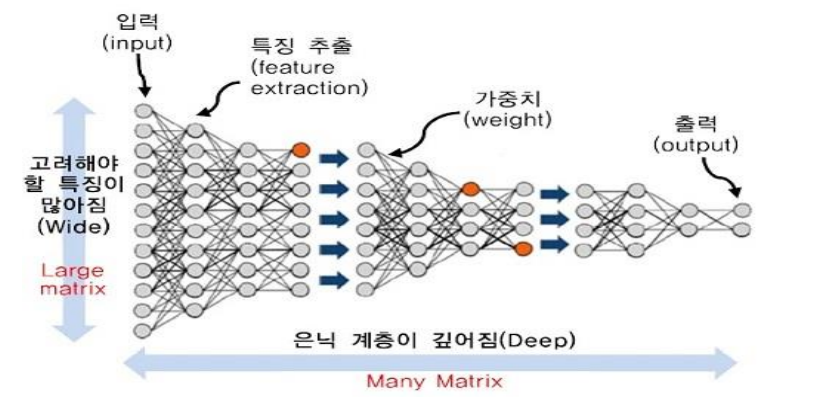 입력
(input)
특징 추출
(feature
extraction)
가중치
(weight)
출력
(output)
고려해야
할 특징이
많아짐
(Wide)
Large
matrix
은닉 계층이 깊어짐(Deep)
Many Matrix